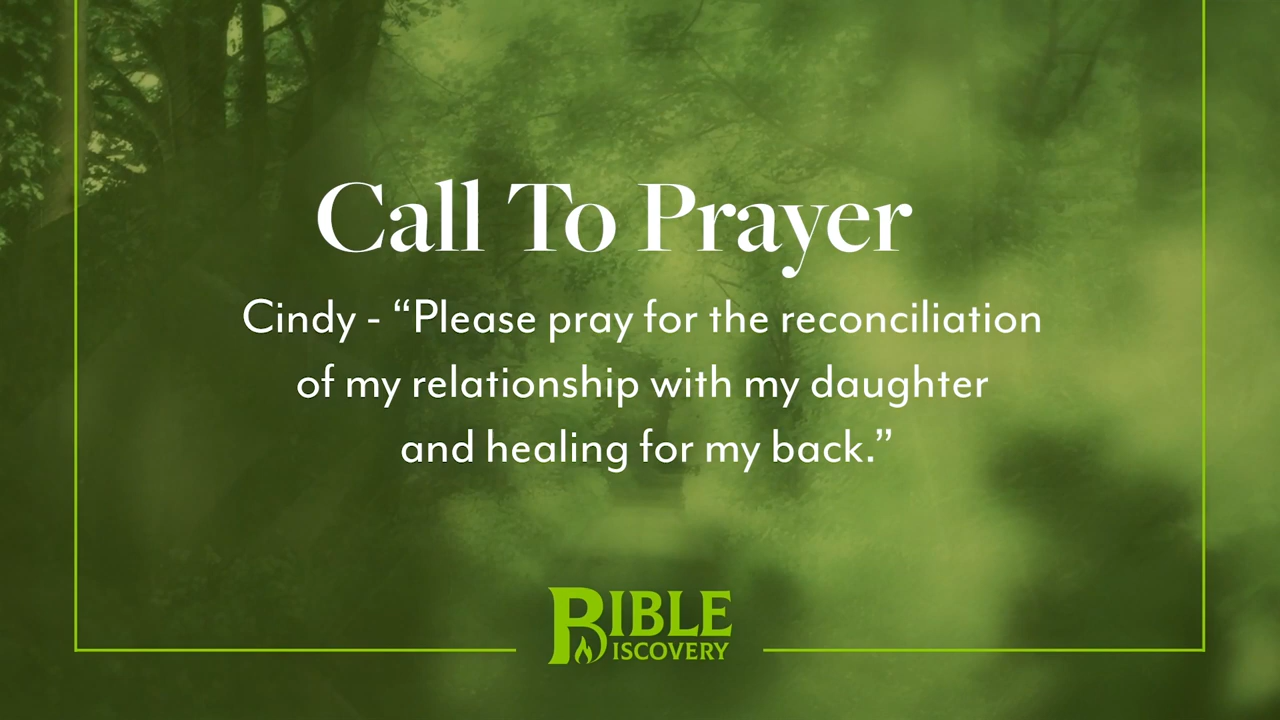 Call To Prayer
Cindy - “Please pray for the reconciliation
of my relationship with my daughter
and healing for my back.”
BIBLE
DISCOVERY